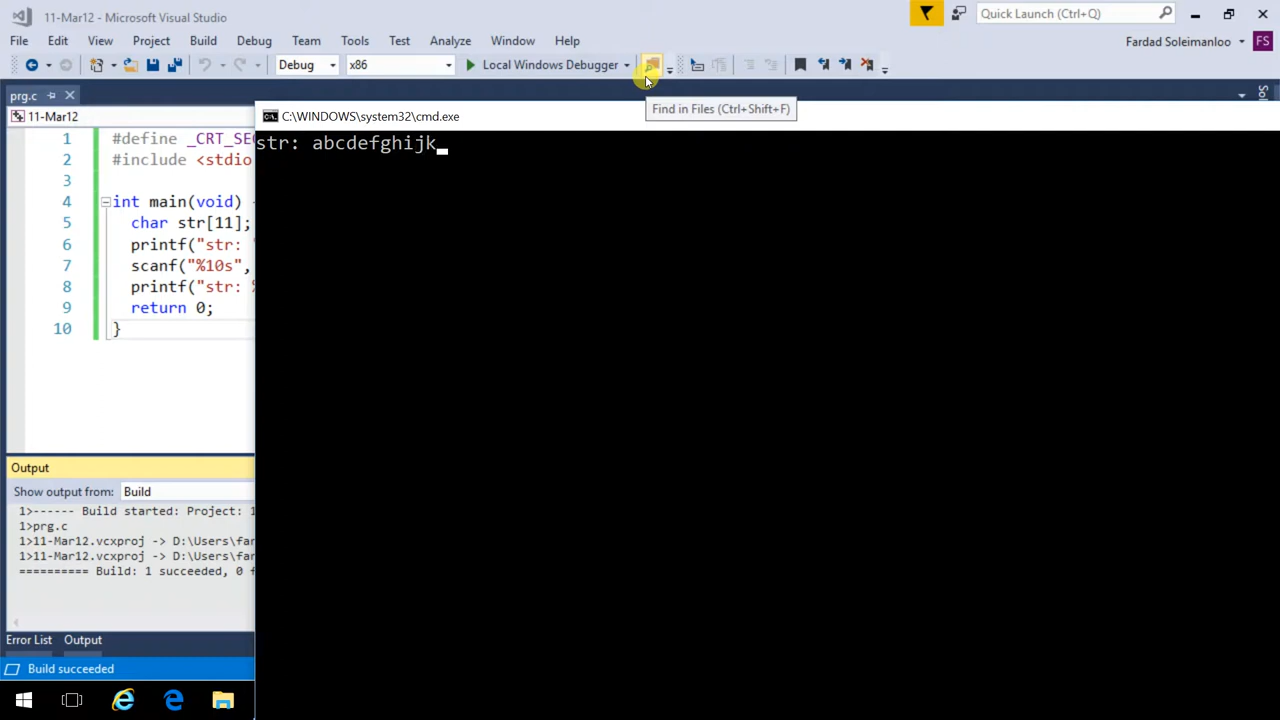 11-Mar12 - Microsoft Visual Studio
Quick Launch (Ctrl+Q)
File Edit View Project Build Debug Team Tools Test Analyze Window Help
Fardad Soleimanloo FS
Debug x86 Local Windows Debugger
Find in Files (Ctrl+Shift+F)
prg.c
11-Mar12
C:\WINDOWS\system32\cmd.exe
str: abcdefghijk
1 #define _CRT_SE
2 #include <stdio
3
4 int main(void)
5 char str[11];
6 printf("str: "
7 scanf("%10s",
8 printf("str: %
9 return 0;
10 }
Output
Show output from: Build
1>------ Build started: Project: 1
1>prg.c
1>11-Mar12.vcxproj -> D:\Users\far
1>11-Mar12.vcxproj -> D:\Users\far
========== Build: 1 succeeded, 0 f
Error List Output
Build succeeded